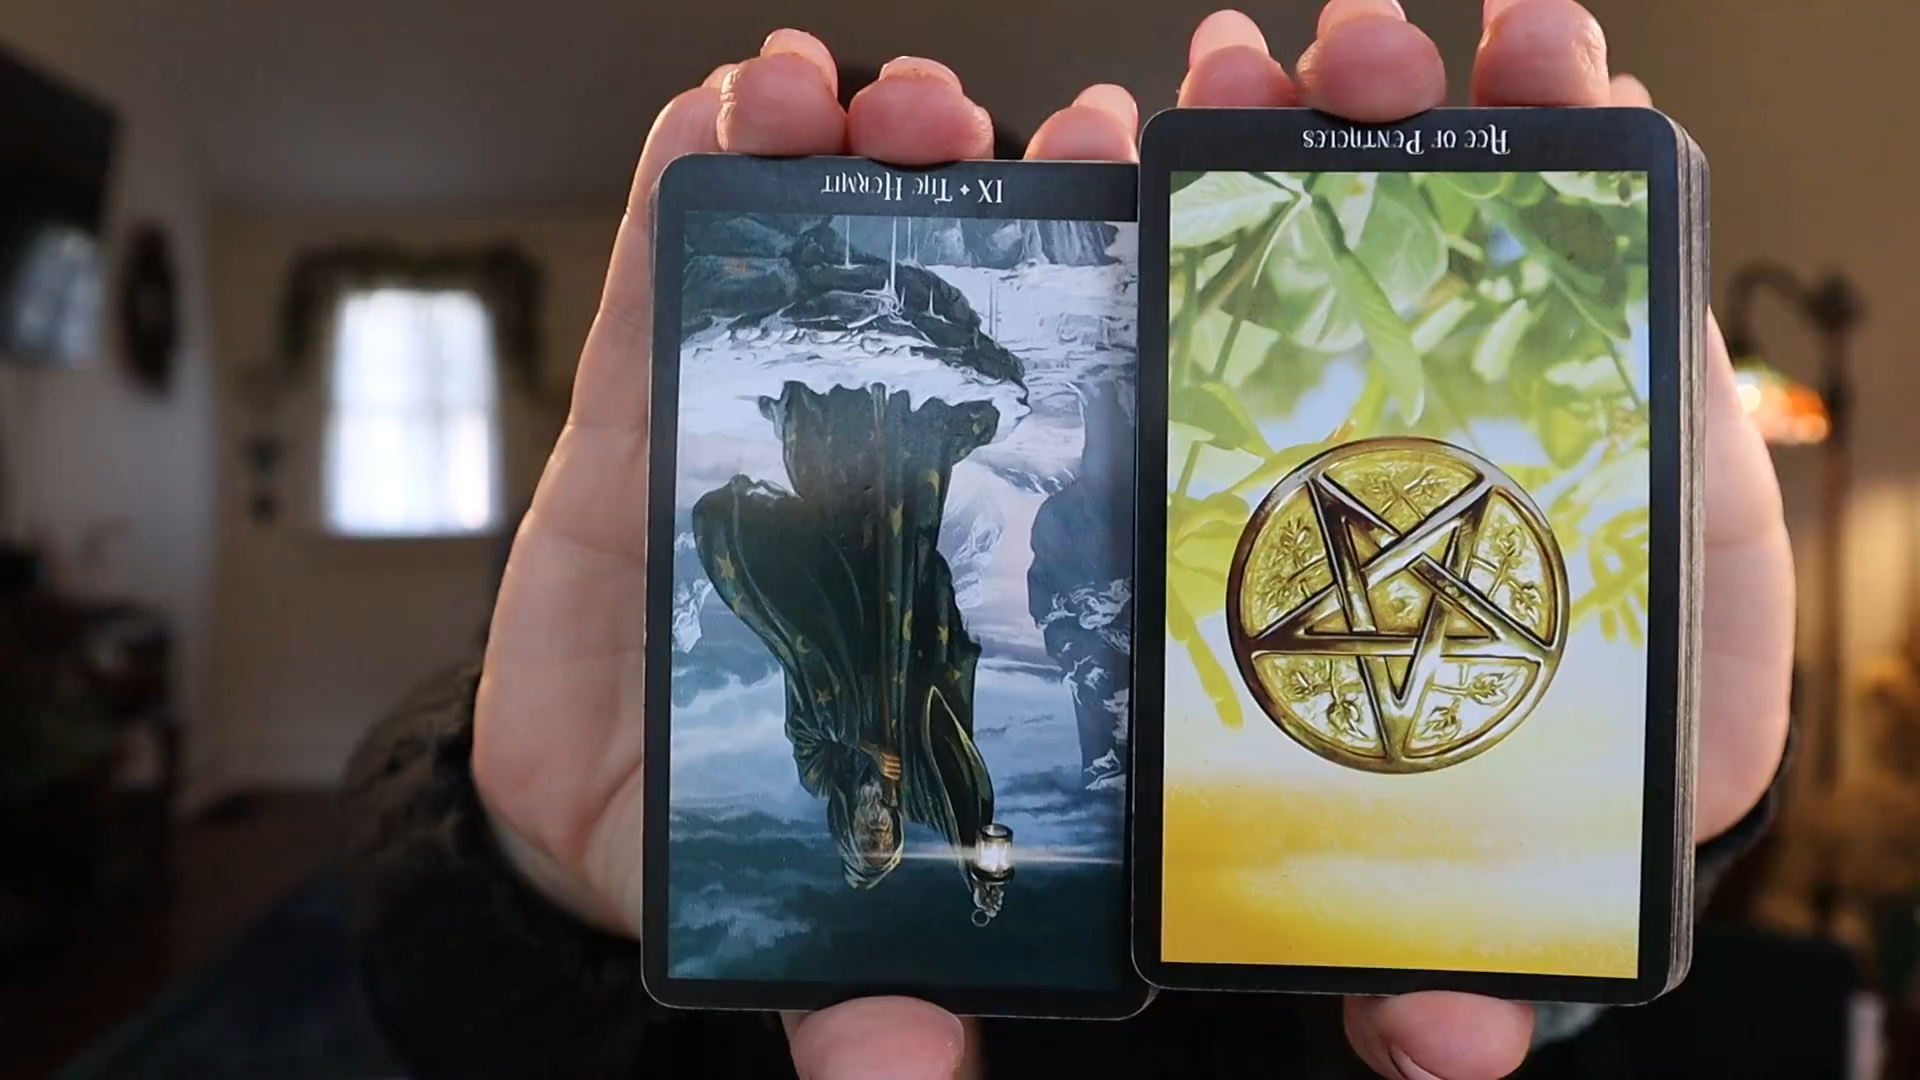 IX ✦ The Hermit
Ace of Pentacles